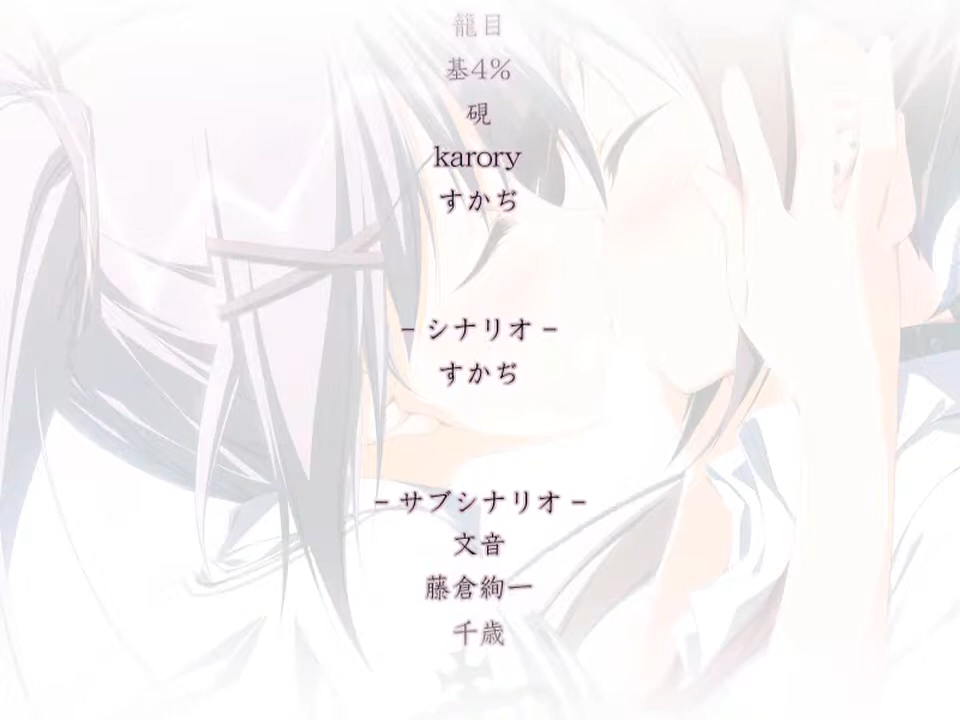 籠目
基4%
硯
karory
すかぢ
– シナリオ –
すかぢ
– サブシナリオ –
文音
藤倉絢一
千歳